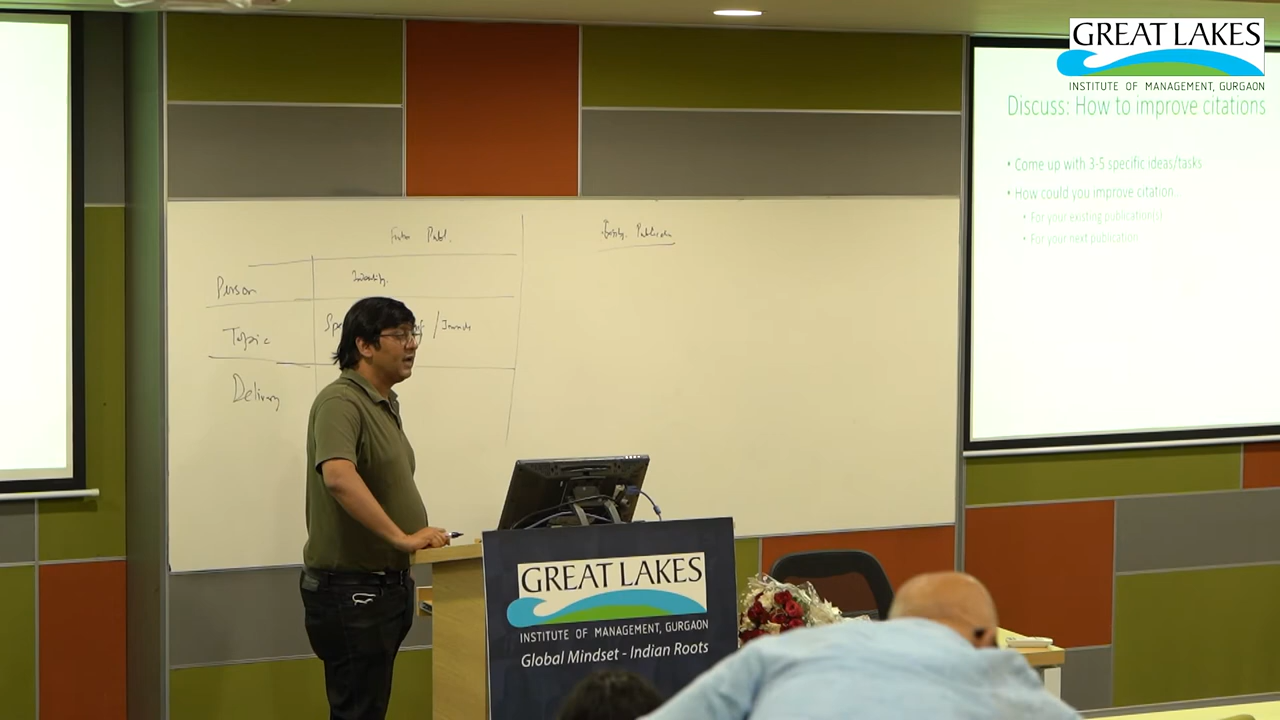 GREAT LAKES
INSTITUTE OF MANAGEMENT, GURGAON
Discuss: How to improve citations
• Come up with 3-5 specific ideas/tasks
• How could you improve citation...
• For your existing publication(s)
• For your next publication
Publ.
Person
Topic
Delivery
GREAT LAKES
INSTITUTE OF MANAGEMENT, GURGAON
Global Mindset - Indian Roots